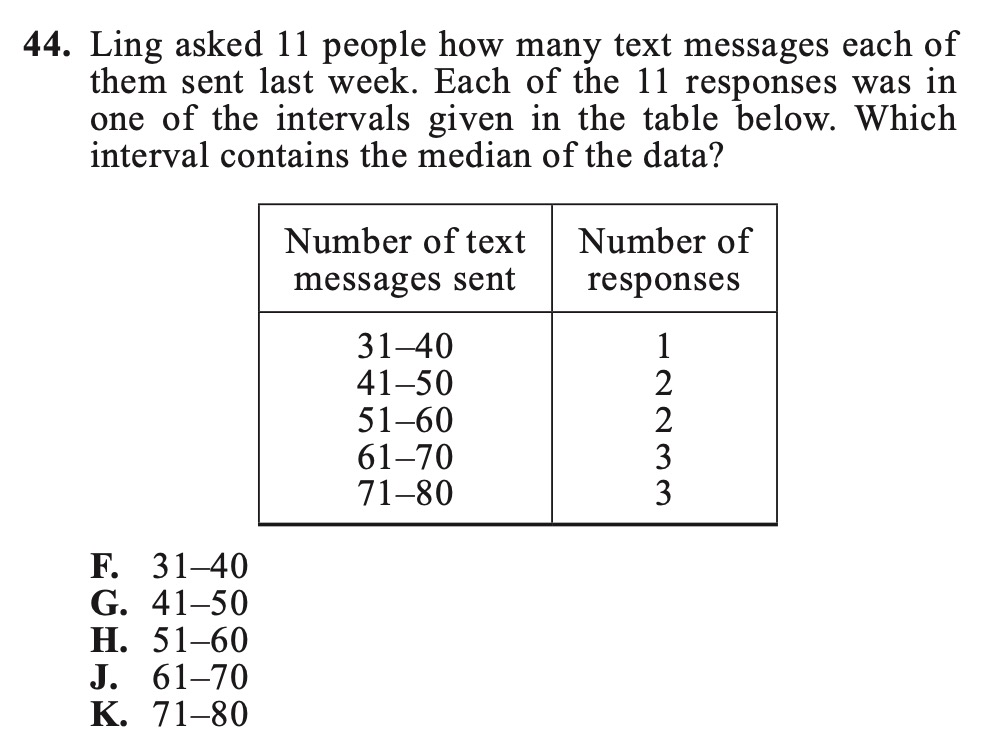 44. Ling asked 11 people how many text messages each of
them sent last week. Each of the 11 responses was in
one of the intervals given in the table below. Which
interval contains the median of the data?
Number of text
messages sent
Number of
responses
31–40 1
41–50 2
51–60 2
61–70 3
71–80 3
F. 31–40
G. 41–50
H. 51–60
J. 61–70
K. 71–80